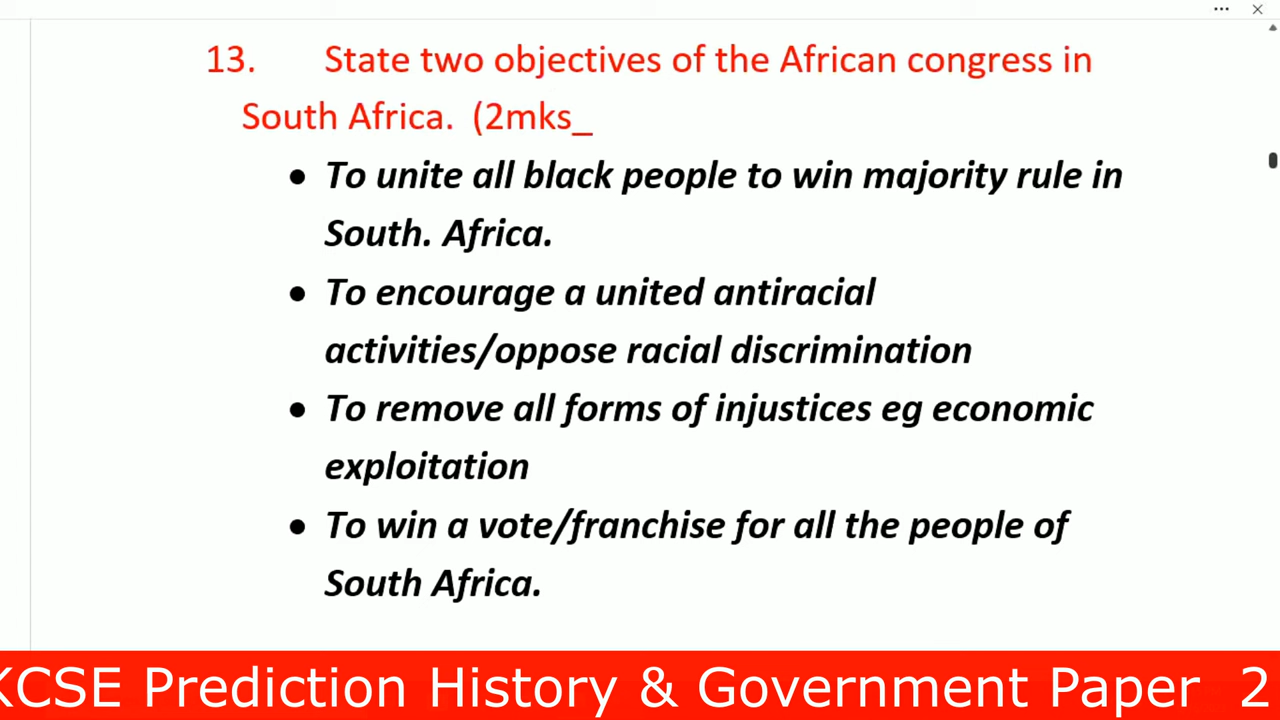 13. State two objectives of the African congress in
South Africa. (2mks_
• To unite all black people to win majority rule in
South. Africa.
• To encourage a united antiracial
activities/oppose racial discrimination
• To remove all forms of injustices eg economic
exploitation
• To win a vote/franchise for all the people of
South Africa.
KCSE Prediction History & Government Paper 2